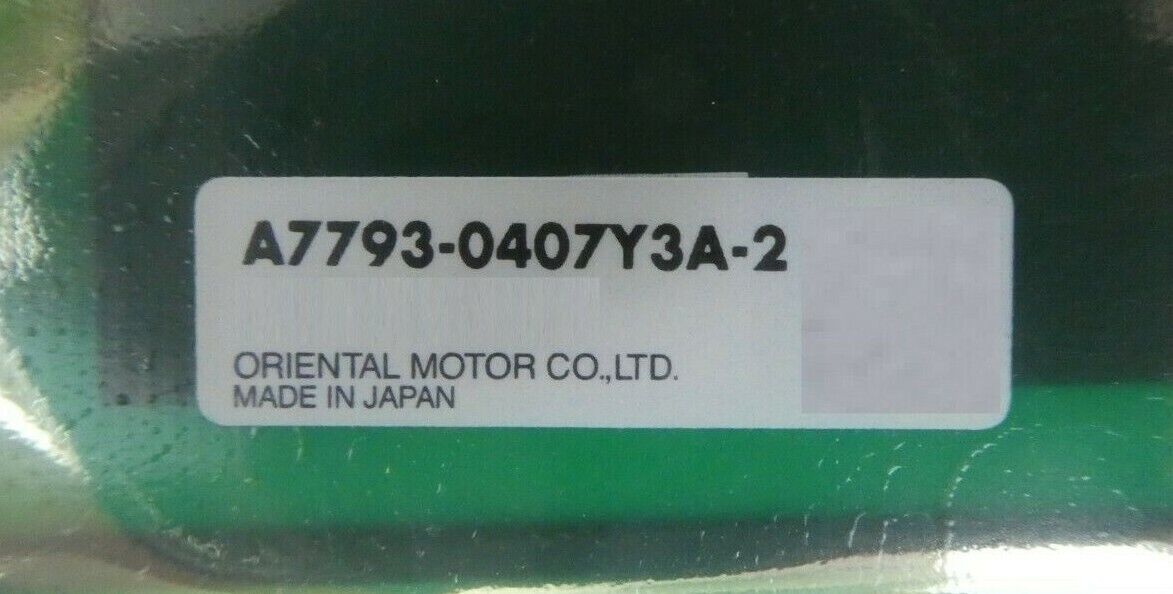 A7793-0407Y3A-2
ORIENTAL MOTOR CO.,LTD.
MADE IN JAPAN